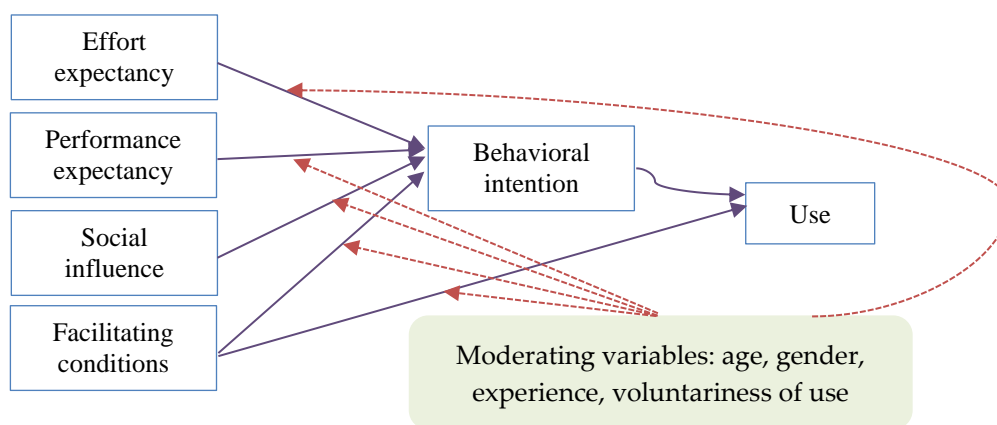 Effort
expectancy
Performance
expectancy
Social
influence
Facilitating
conditions
Behavioral
intention
Use
Moderating variables: age, gender,
experience, voluntariness of use